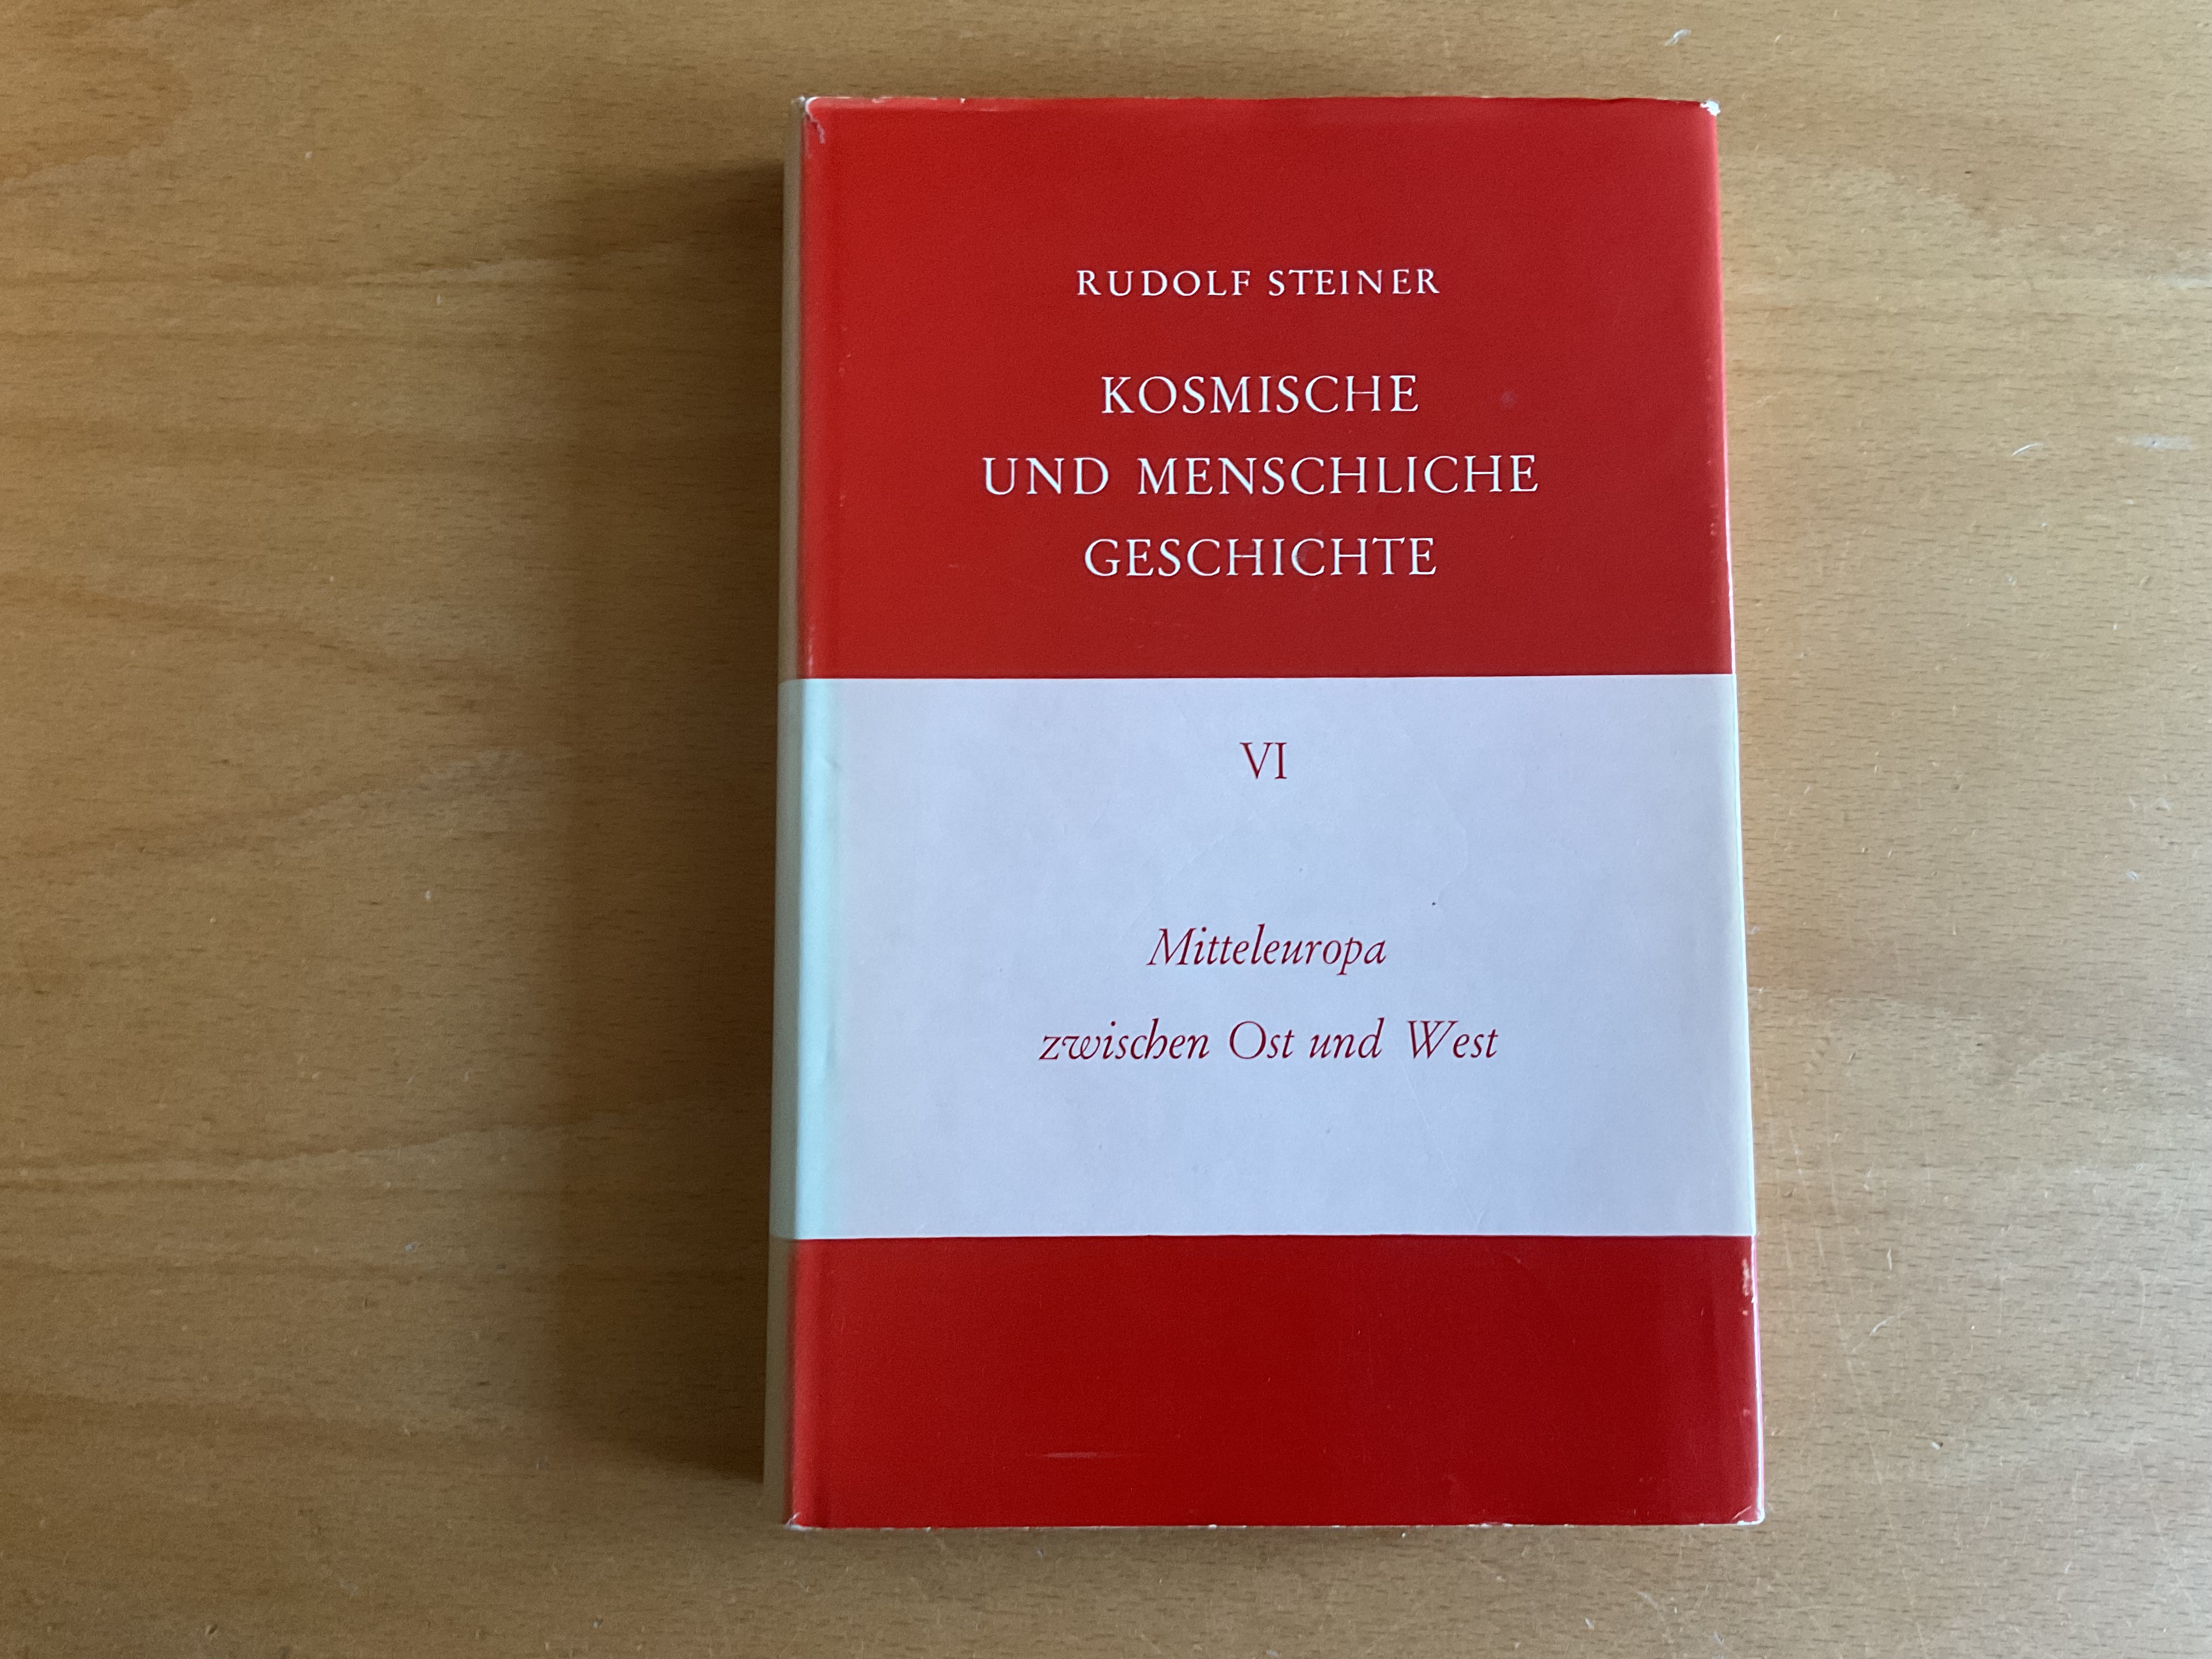 RUDOLF STEINER
KOSMISCHE
UND MENSCHLICHE
GESCHICHTE
VI
Mitteleuropa
zwischen Ost und West